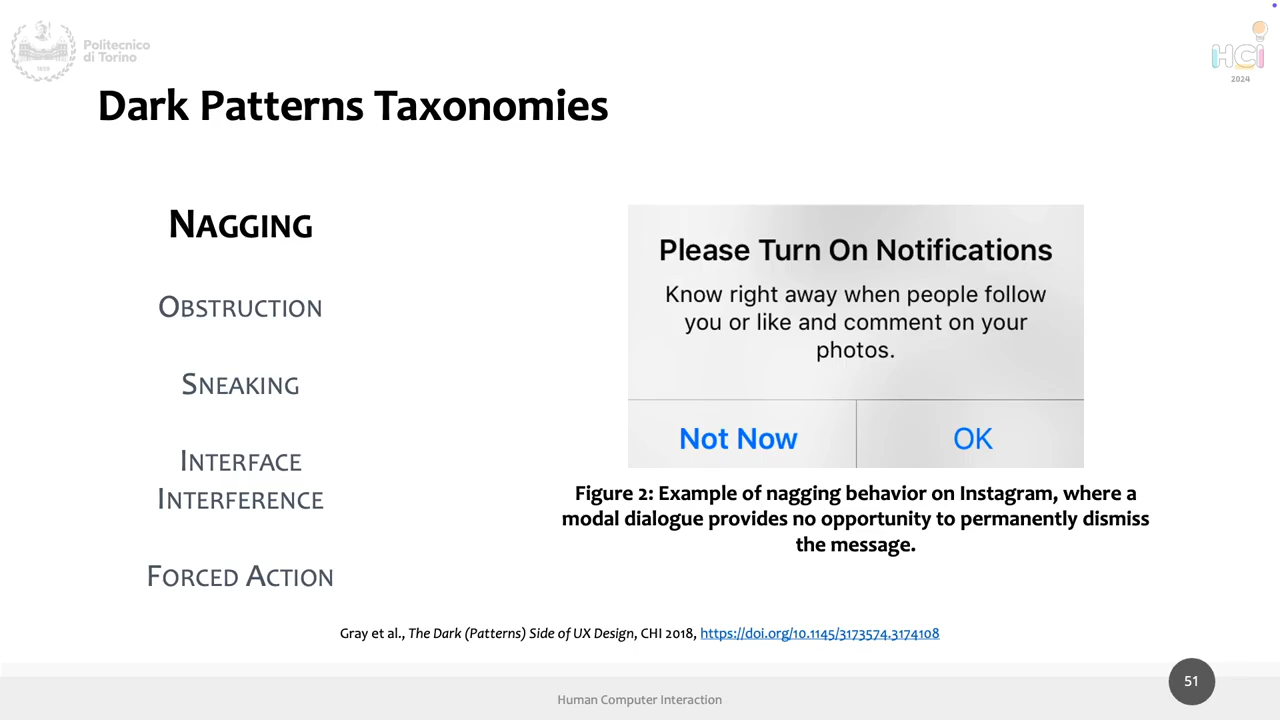 Politecnico
di Torino
1859
HCI
2024
Dark Patterns Taxonomies
NAGGING
OBSTRUCTION
SNEAKING
INTERFACE
INTERFERENCE
FORCED ACTION
Please Turn On Notifications
Know right away when people follow
you or like and comment on your
photos.
Not Now
OK
Figure 2: Example of nagging behavior on Instagram, where a
modal dialogue provides no opportunity to permanently dismiss
the message.
Gray et al., The Dark (Patterns) Side of UX Design, CHI 2018, https://doi.org/10.1145/3173574.3174108
Human Computer Interaction
51